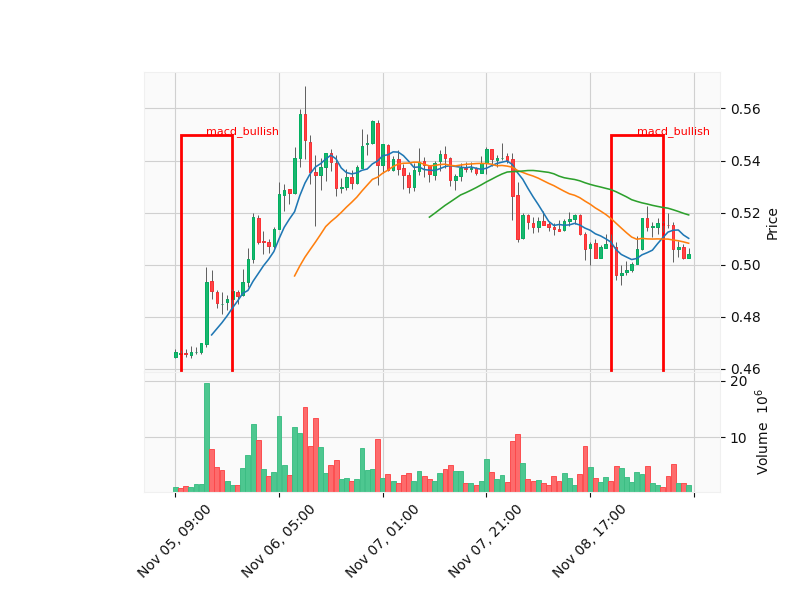 macd_bullish
macd_bullish
0.56
0.54
0.52
0.50
0.48
0.46
Price
20
10
Volume 10^6
Nov 05, 09:00
Nov 06, 05:00
Nov 07, 01:00
Nov 07, 21:00
Nov 08, 17:00